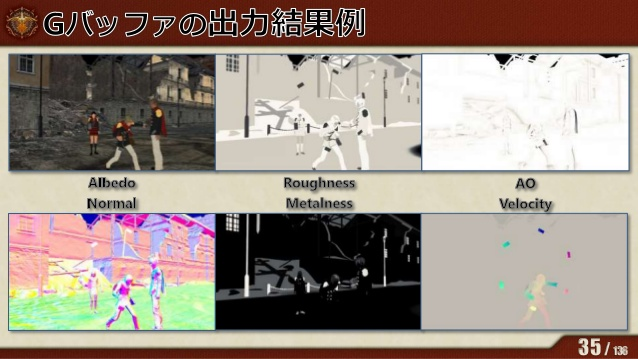 Gバッファの出力結果例
Albedo
Roughness
AO
Normal
Metalness
Velocity
35 / 136